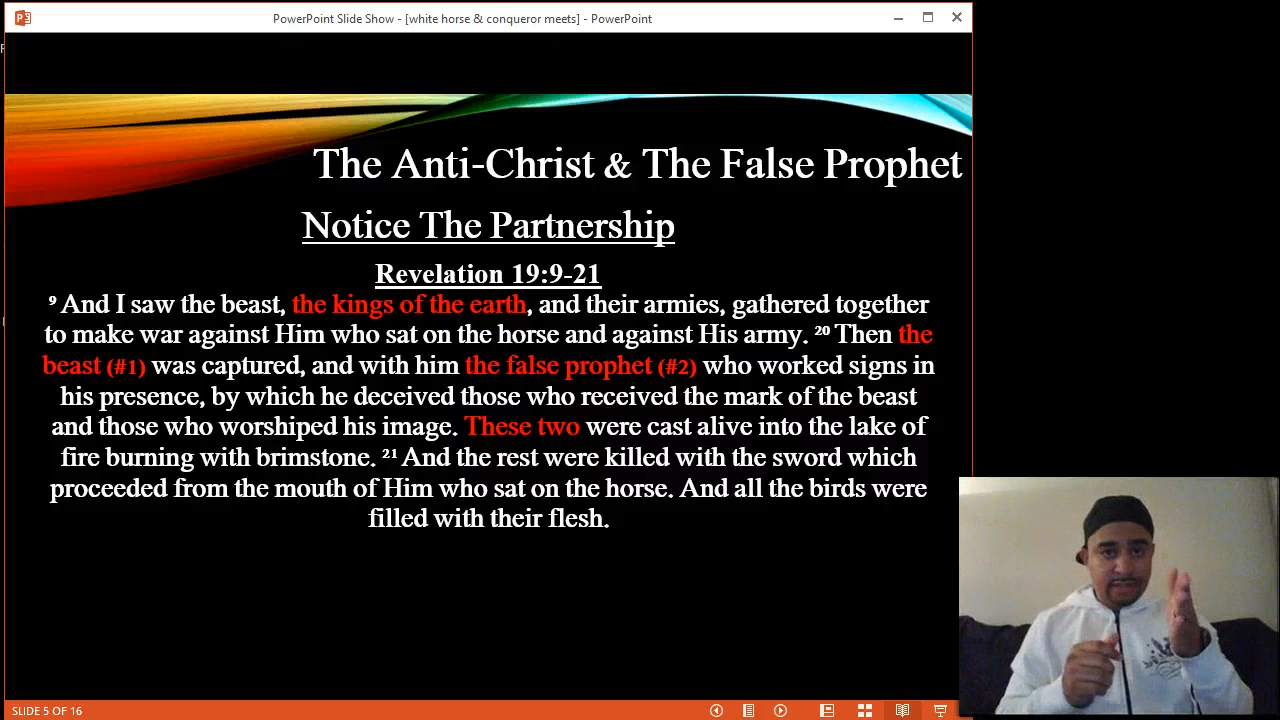 PowerPoint Slide Show - [white horse & conqueror meets] - PowerPoint
The Anti-Christ & The False Prophet
Notice The Partnership
Revelation 19:9-21
⁹ And I saw the beast, the kings of the earth, and their armies, gathered together
to make war against Him who sat on the horse and against His army. ²⁰ Then the
beast (#1) was captured, and with him the false prophet (#2) who worked signs in
his presence, by which he deceived those who received the mark of the beast
and those who worshiped his image. These two were cast alive into the lake of
fire burning with brimstone. ²¹ And the rest were killed with the sword which
proceeded from the mouth of Him who sat on the horse. And all the birds were
filled with their flesh.
SLIDE 5 OF 16